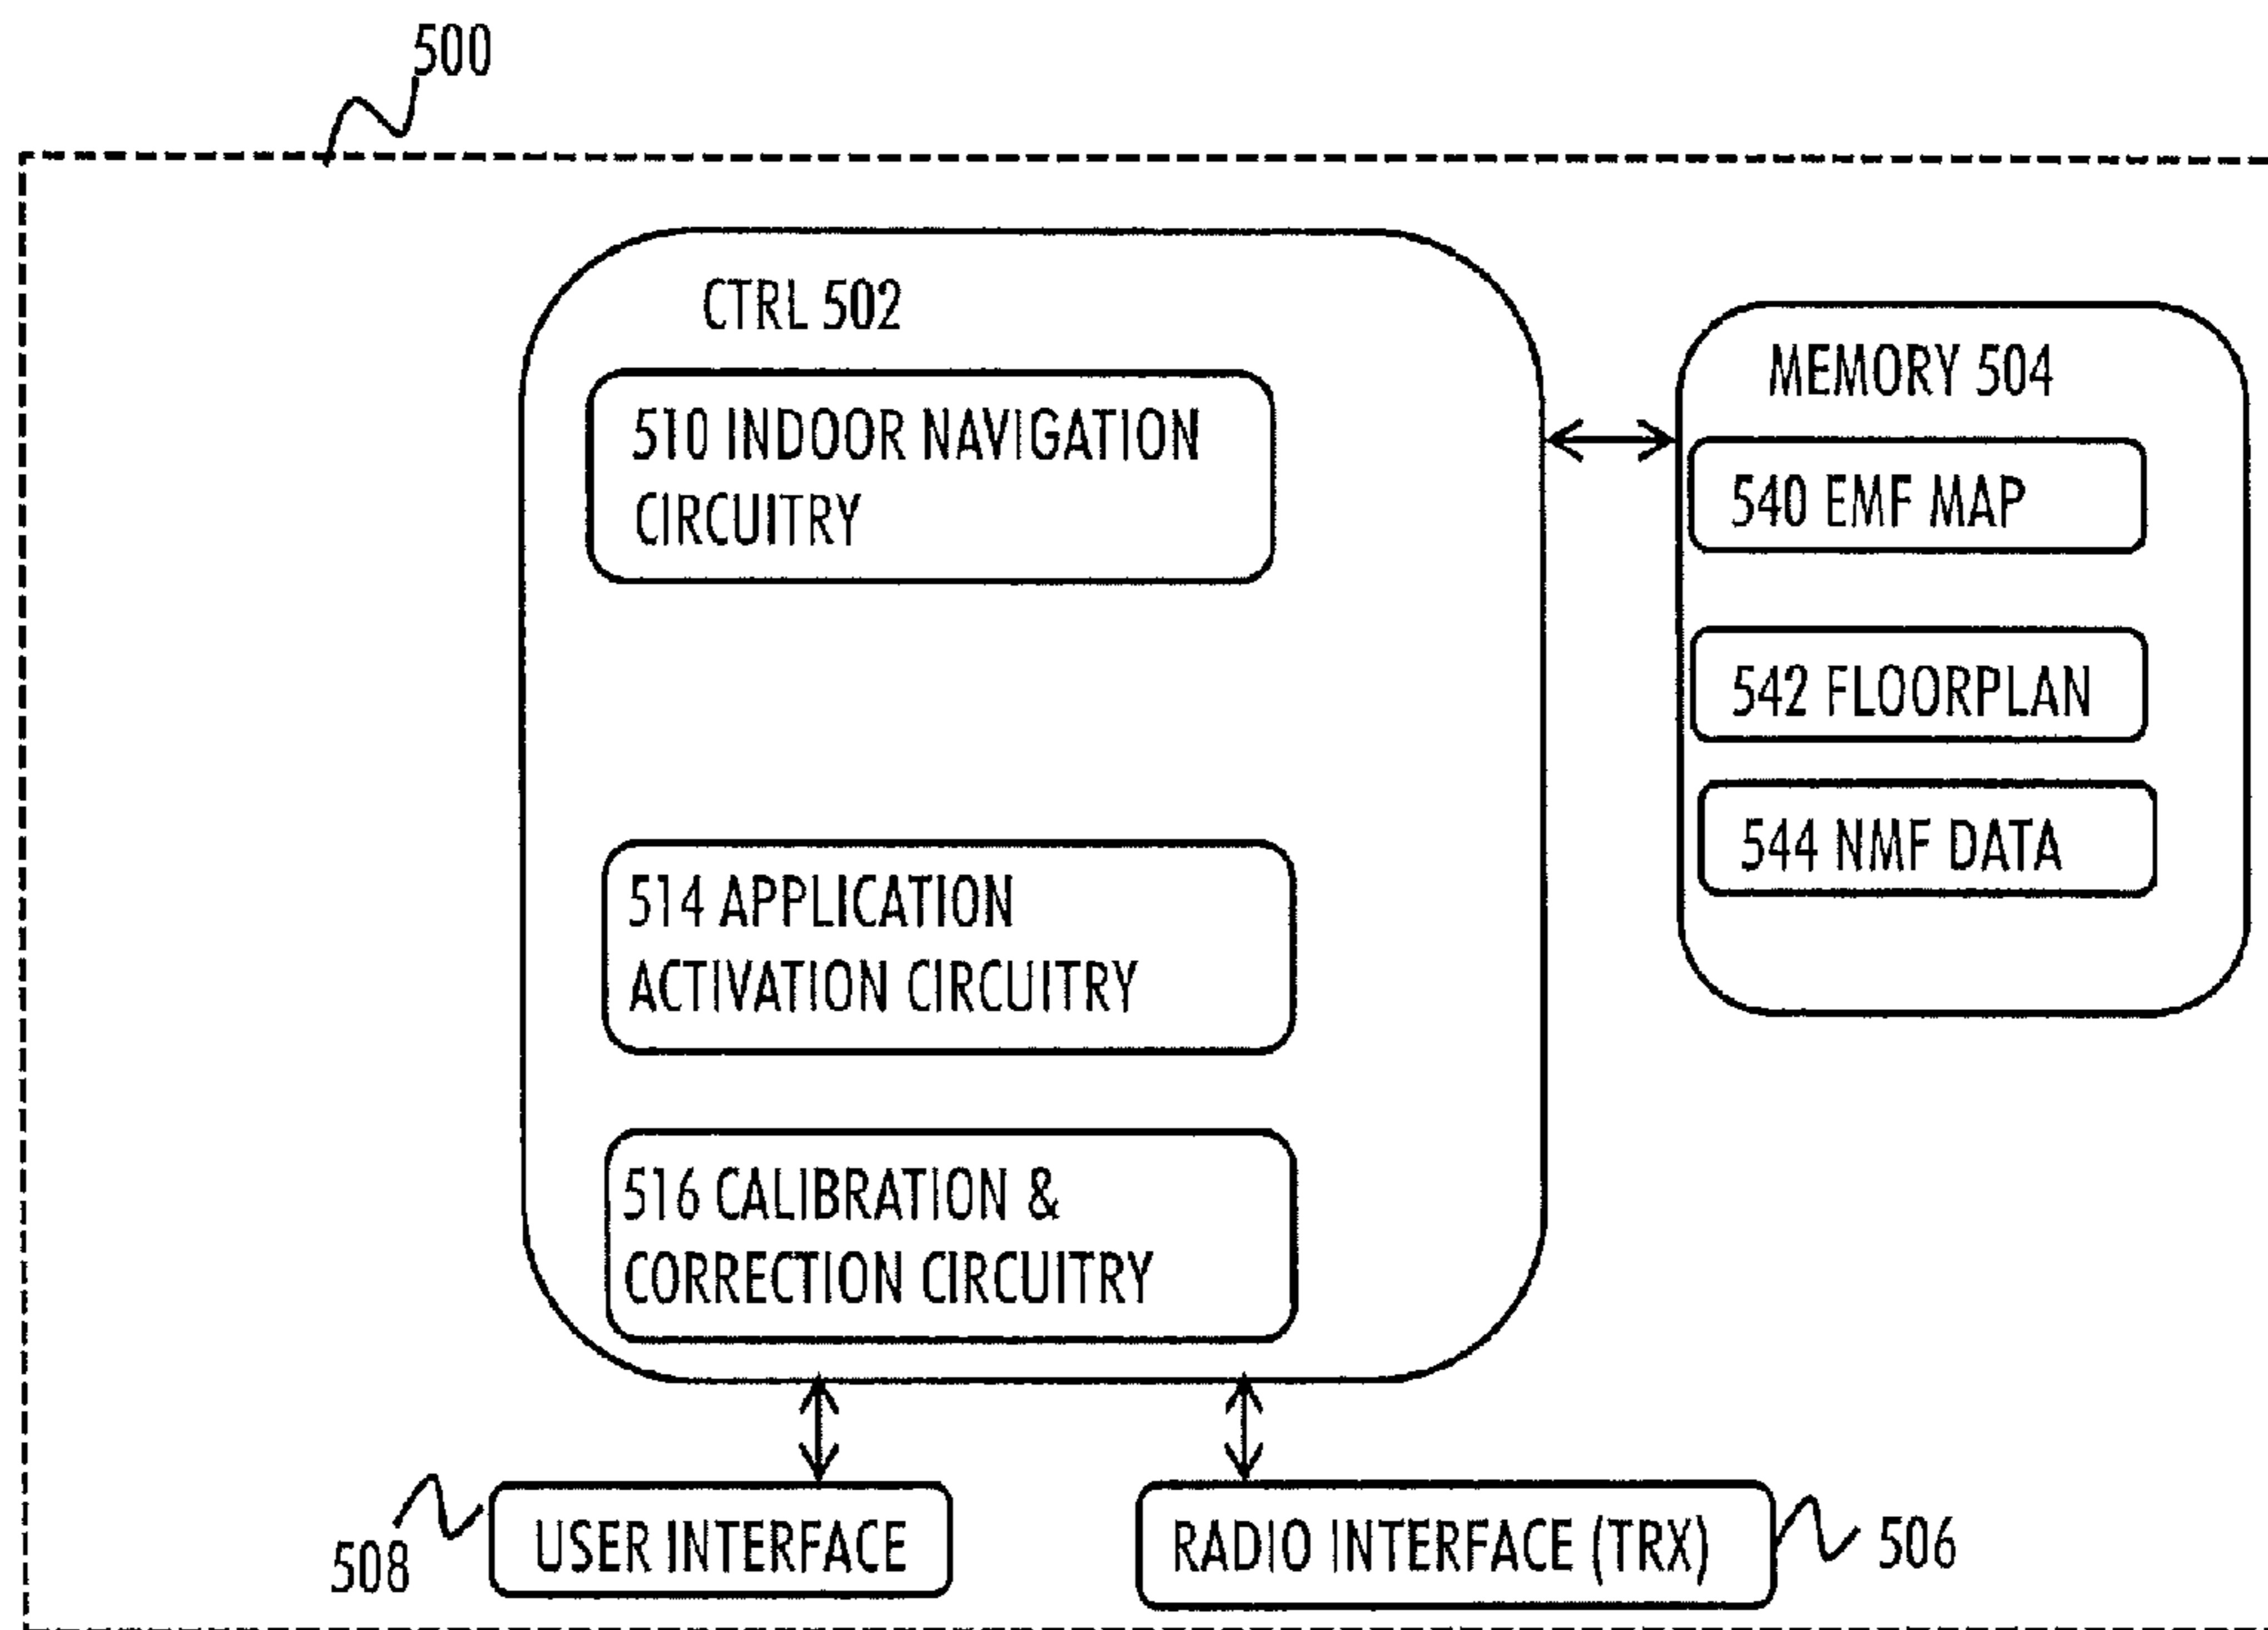 500
CTRL 502
510 INDOOR NAVIGATION
CIRCUITRY
514 APPLICATION
ACTIVATION CIRCUITRY
516 CALIBRATION &
CORRECTION CIRCUITRY
MEMORY 504
540 EMF MAP
542 FLOORPLAN
544 NMF DATA
508
USER INTERFACE
RADIO INTERFACE (TRX)
506